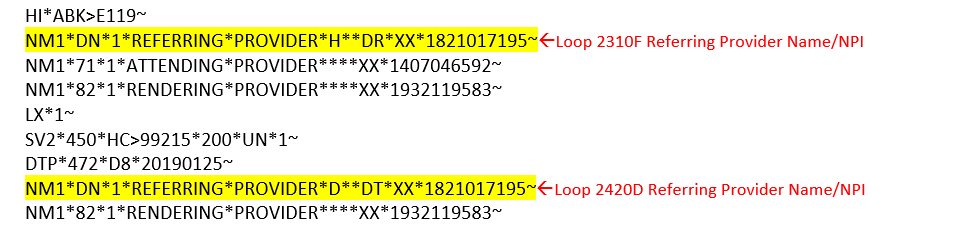 HI*ABK>E119~
NM1*DN*1*REFERRING*PROVIDER*H**DR*XX*1821017195~←Loop 2310F Referring Provider Name/NPI
NM1*71*1*ATTENDING*PROVIDER****XX*1407046592~
NM1*82*1*RENDERING*PROVIDER****XX*1932119583~
LX*1~
SV2*450*HC>99215*200*UN*1~
DTP*472*D8*20190125~
NM1*DN*1*REFERRING*PROVIDER*D**DT*XX*1821017195~←Loop 2420D Referring Provider Name/NPI
NM1*82*1*RENDERING*PROVIDER****XX*1932119583~